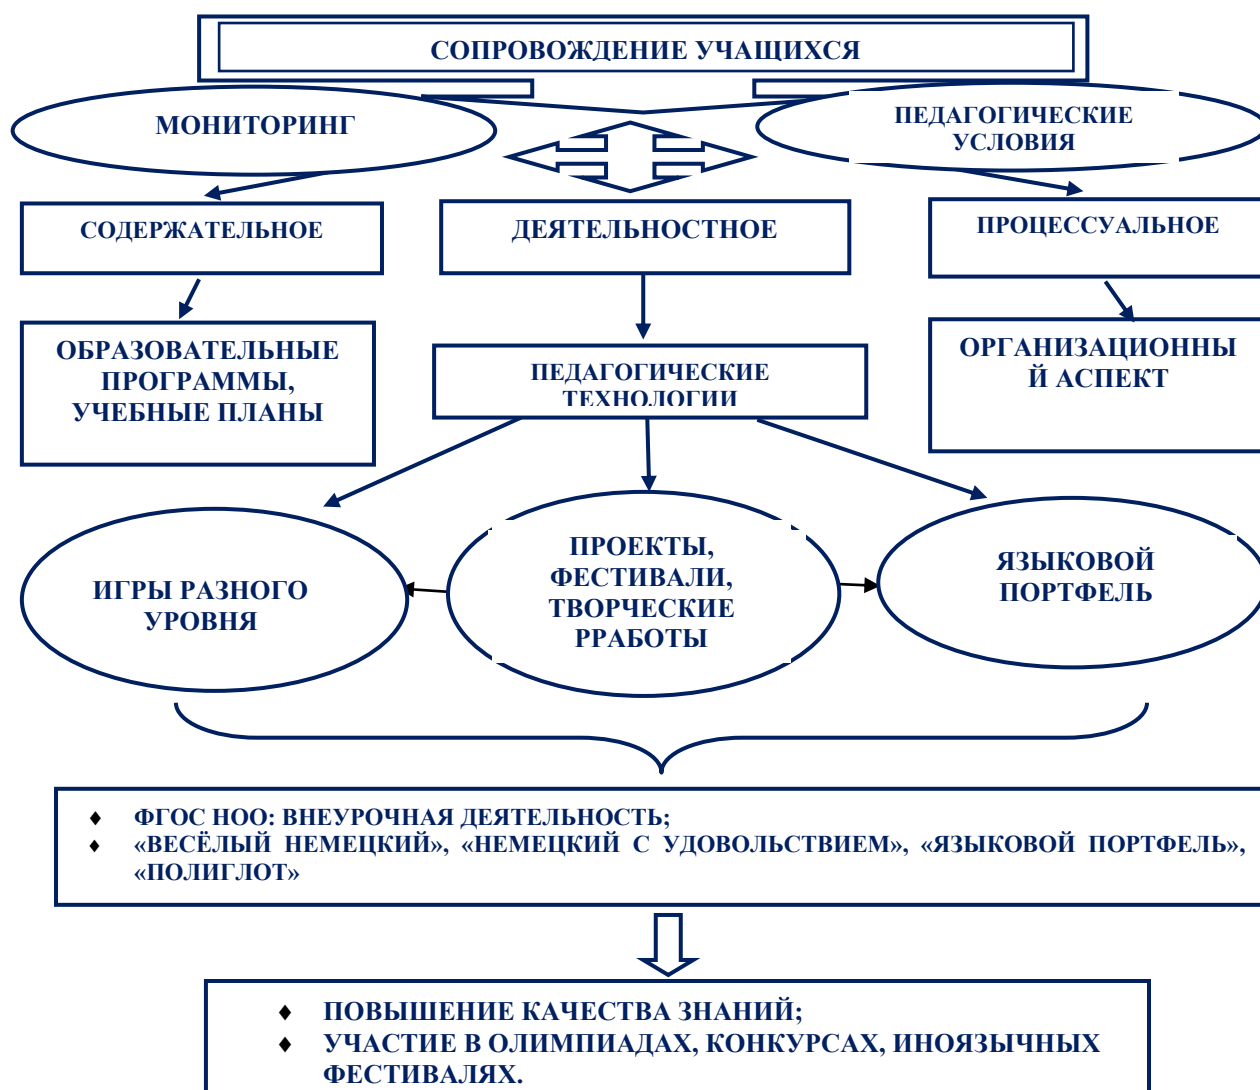 СОПРОВОЖДЕНИЕ УЧАЩИХСЯ
МОНИТОРИНГ
ПЕДАГОГИЧЕСКИЕ
УСЛОВИЯ
СОДЕРЖАТЕЛЬНОЕ
ДЕЯТЕЛЬНОСТНОЕ
ПРОЦЕССУАЛЬНОЕ
ОБРАЗОВАТЕЛЬНЫЕ
ПРОГРАММЫ,
УЧЕБНЫЕ ПЛАНЫ
ПЕДАГОГИЧЕСКИЕ
ТЕХНОЛОГИИ
ОРГАНИЗАЦИОННЫ
Й АСПЕКТ
ИГРЫ РАЗНОГО
УРОВНЯ
ПРОЕКТЫ,
ФЕСТИВАЛИ,
ТВОРЧЕСКИЕ
РРАБОТЫ
ЯЗЫКОВОЙ
ПОРТФЕЛЬ
♦ ФГОС НОО: ВНЕУРОЧНАЯ ДЕЯТЕЛЬНОСТЬ;
♦ «ВЕСЁЛЫЙ НЕМЕЦКИЙ», «НЕМЕЦКИЙ С УДОВОЛЬСТВИЕМ», «ЯЗЫКОВОЙ ПОРТФЕЛЬ»,
«ПОЛИГЛОТ»
♦ ПОВЫШЕНИЕ КАЧЕСТВА ЗНАНИЙ;
♦ УЧАСТИЕ В ОЛИМПИАДАХ, КОНКУРСАХ, ИНОЯЗЫЧНЫХ
ФЕСТИВАЛЯХ.